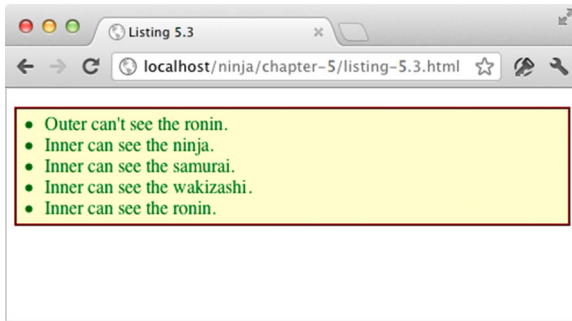 Listing 5.3
localhost/ninja/chapter-5/listing-5.3.html
Outer can't see the ronin.
Inner can see the ninja.
Inner can see the samurai.
Inner can see the wakizashi.
Inner can see the ronin.